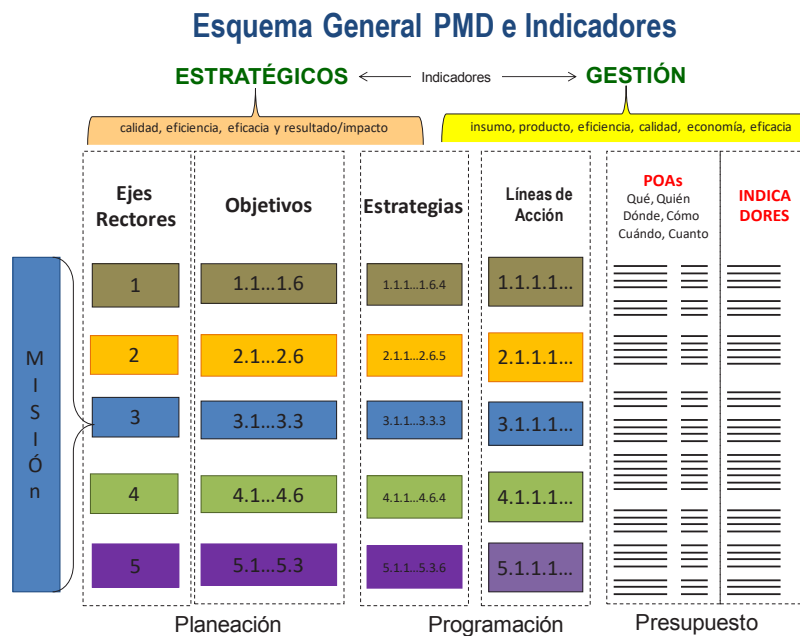 Esquema General PMD e Indicadores
ESTRATÉGICOS
Indicadores
GESTIÓN
calidad, eficiencia, eficacia y resultado/impacto
insumo, producto, eficiencia, calidad, economía, eficacia
Ejes
Rectores
Objetivos
Estrategias
Líneas de
Acción
POAs
Qué, Quién
Dónde, Cómo
Cuándo, Cuanto
INDICA
DORES
M
I
S
I
Ó
n
1
1.1...1.6
1.1.1...1.6.4
1.1.1.1...
2
2.1...2.6
2.1.1...2.6.5
2.1.1.1...
3
3.1...3.3
3.1.1...3.3.3
3.1.1.1...
4
4.1...4.6
4.1.1...4.6.4
4.1.1.1...
5
5.1...5.3
5.1.1...5.3.6
5.1.1.1...
Planeación
Programación
Presupuesto